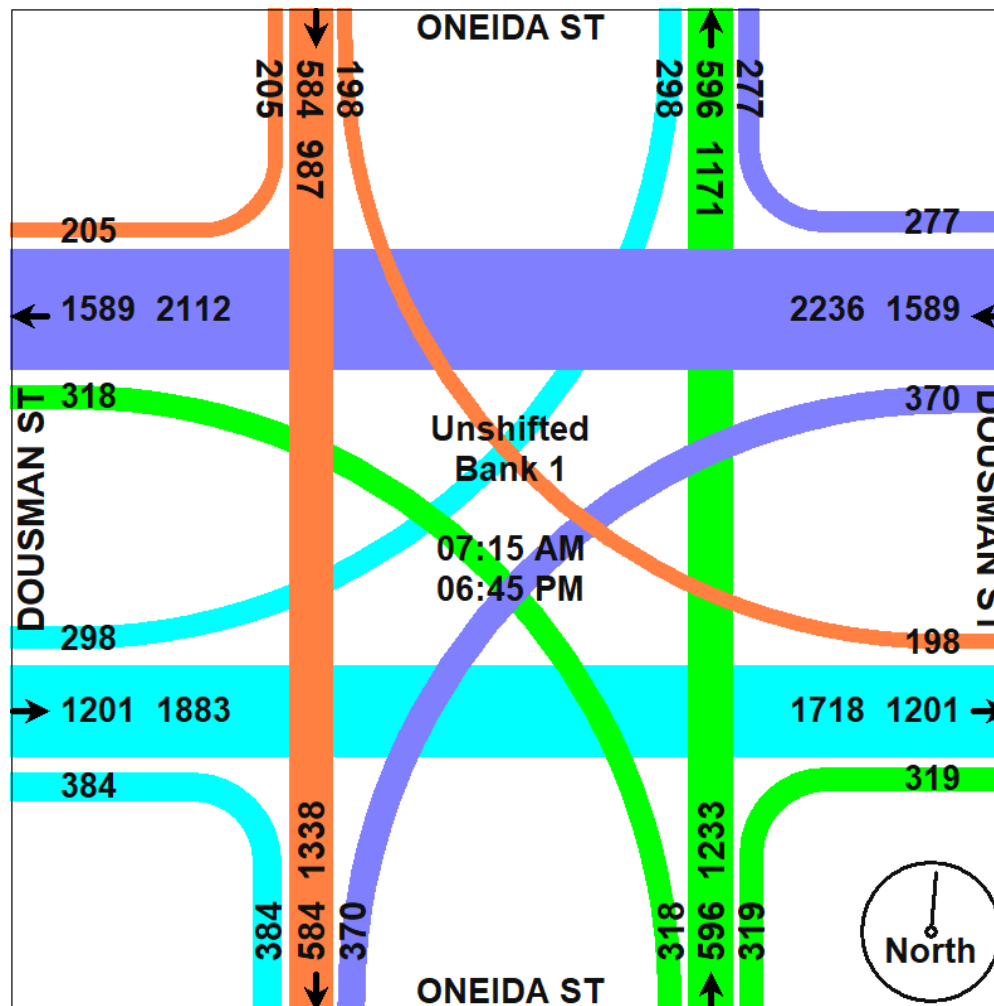 ONEIDA ST
205
584 987
198
298
596 1171
277
205
277
1589 2112
2236 1589
318
370
DOUSMAN ST
Unshifted
Bank 1
07:15 AM
06:45 PM
DOUSMAN ST
298
198
1201 1883
1718 1201
384
319
384
584 1338
370
318
596 1233
319
North
ONEIDA ST